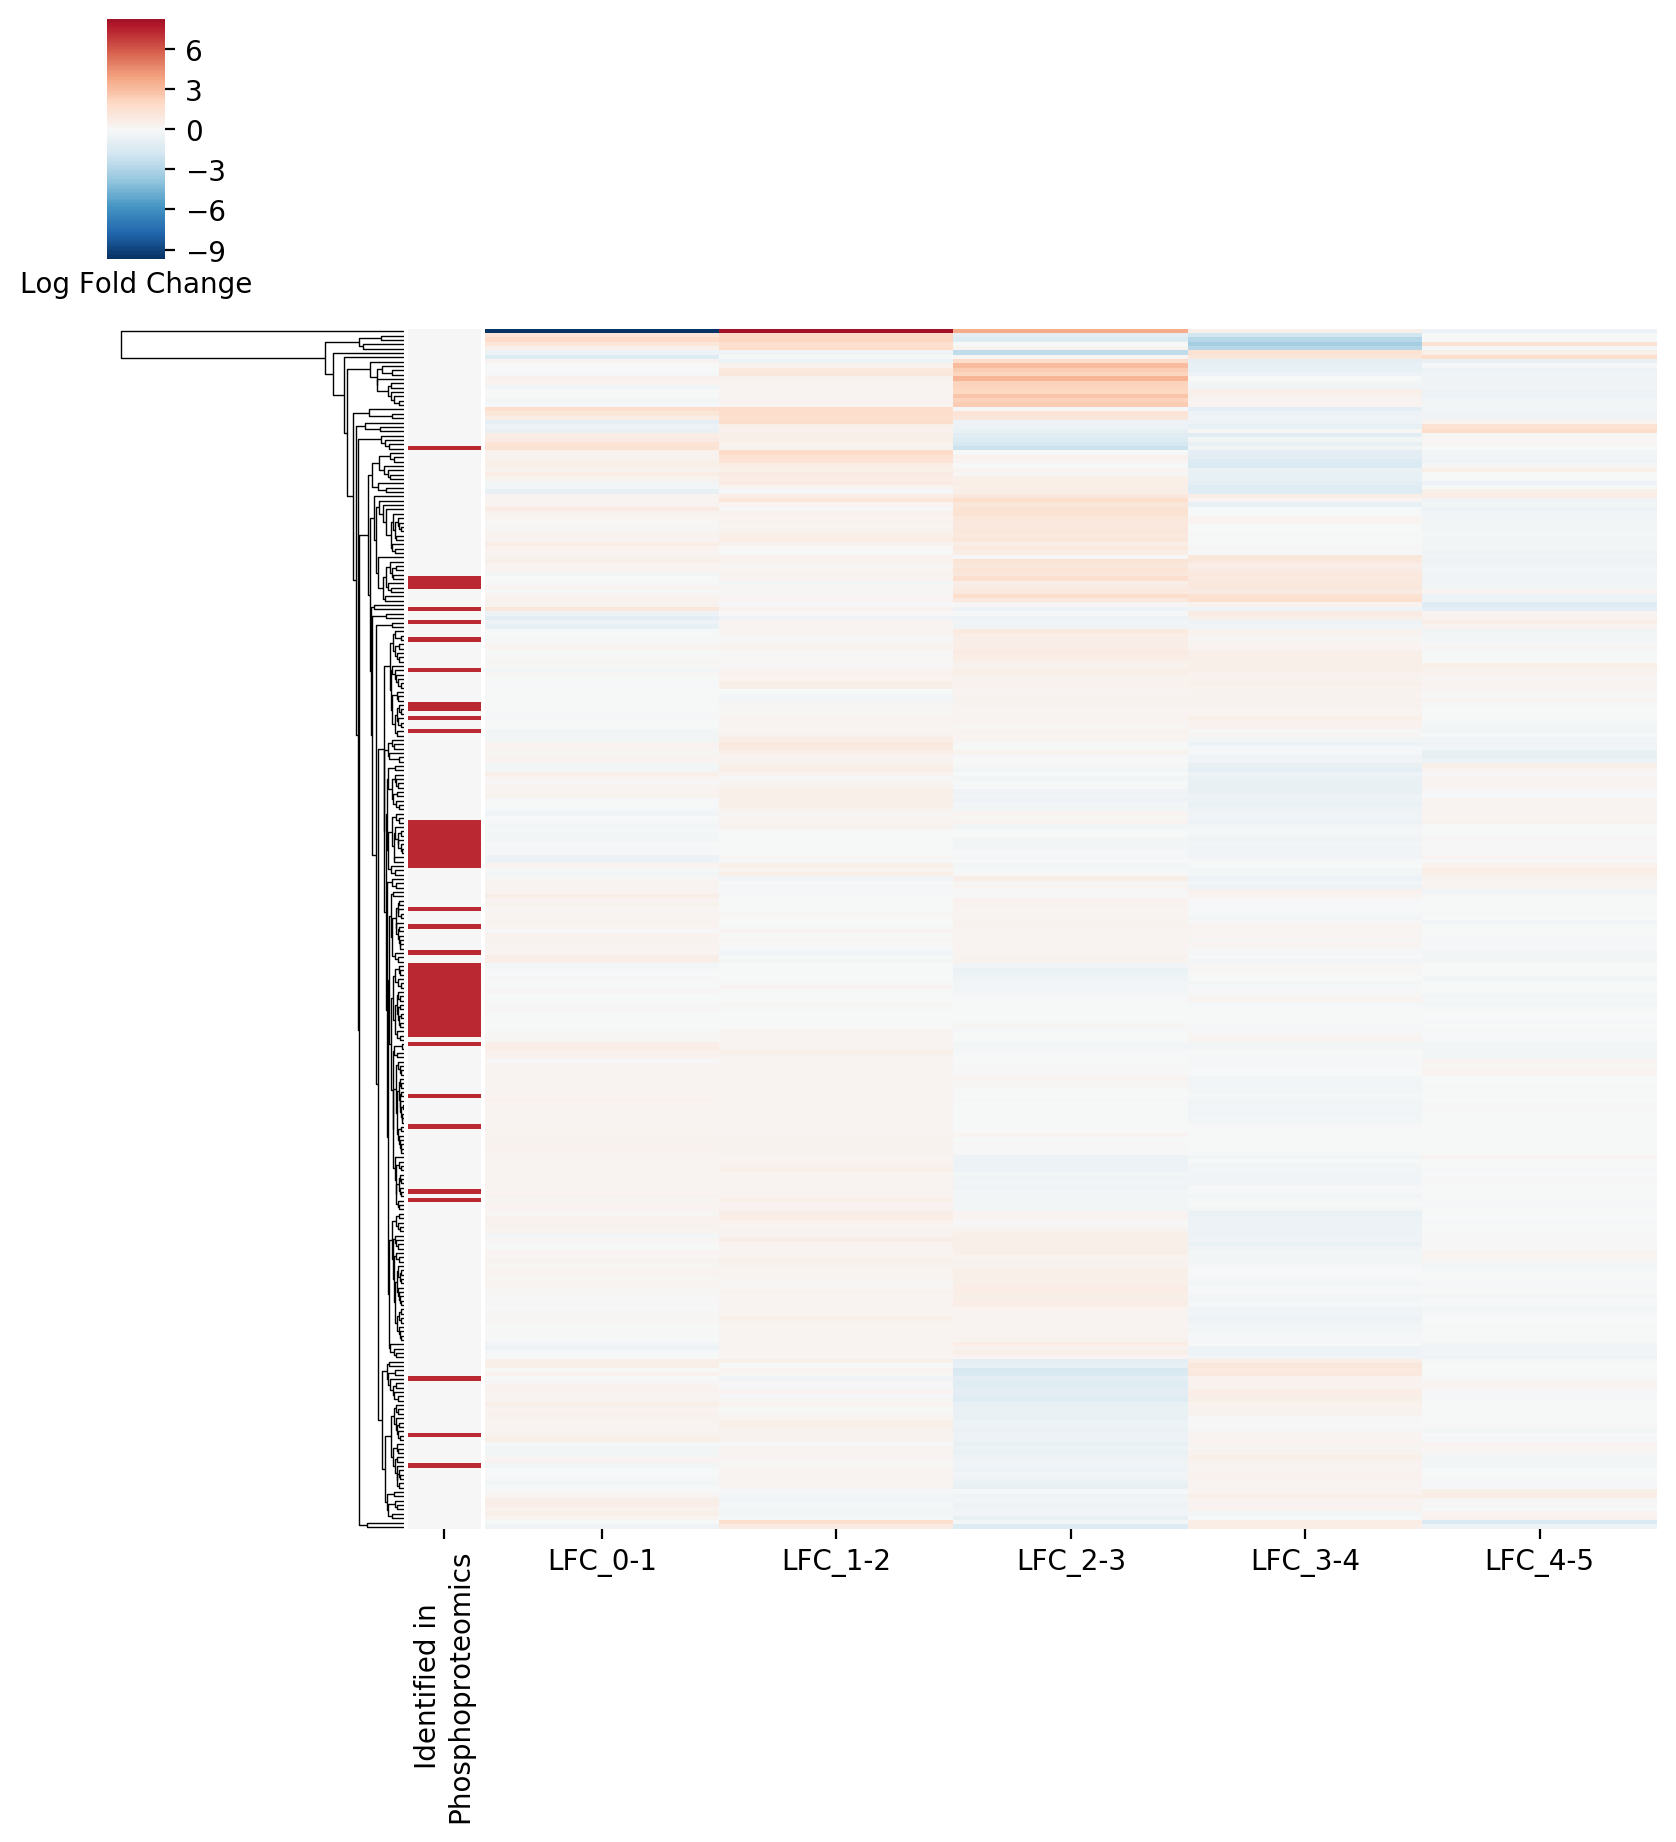 6
3
0
−3
−6
−9
Log Fold Change
LFC_0-1
LFC_1-2
LFC_2-3
LFC_3-4
LFC_4-5
Identified in
Phosphoproteomics